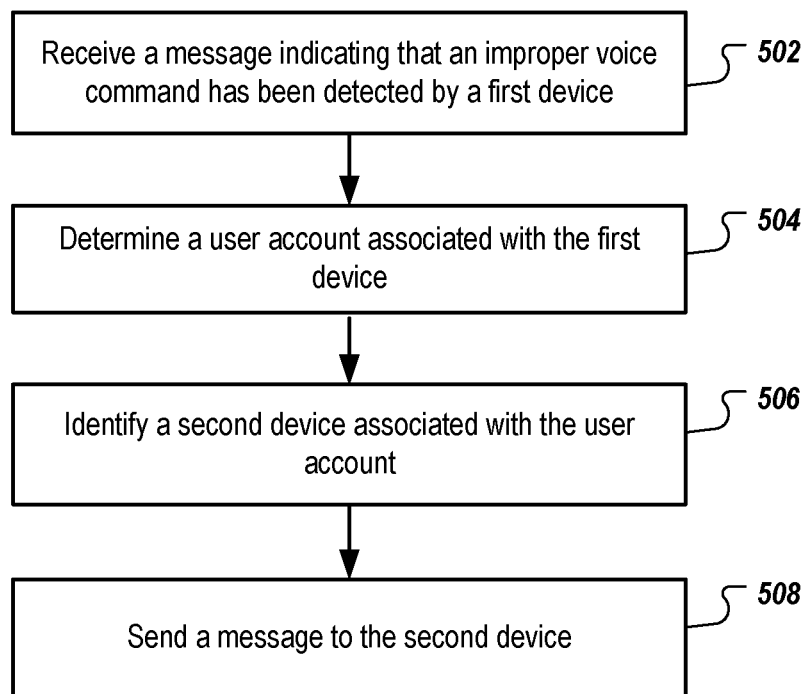 Receive a message indicating that an improper voice
command has been detected by a first device
502
Determine a user account associated with the first
device
504
Identify a second device associated with the user
account
506
Send a message to the second device
508